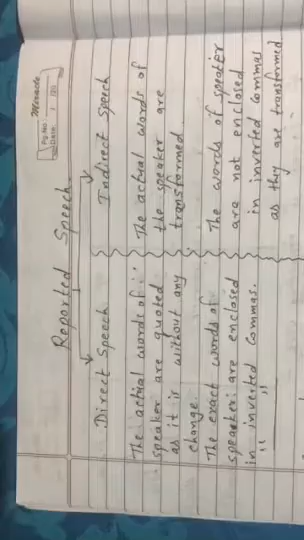 Miracle
Pg. No.:
Date:
Reported Speech
Direct Speech
The actual words of
speaker are quoted
as it is without any
change.
The exact words of
speaker are enclosed
in inverted commas.
" "
Indirect Speech
The actual words of
the speaker are
transformed
The words of speaker
are not enclosed
in inverted commas
as they are transformed